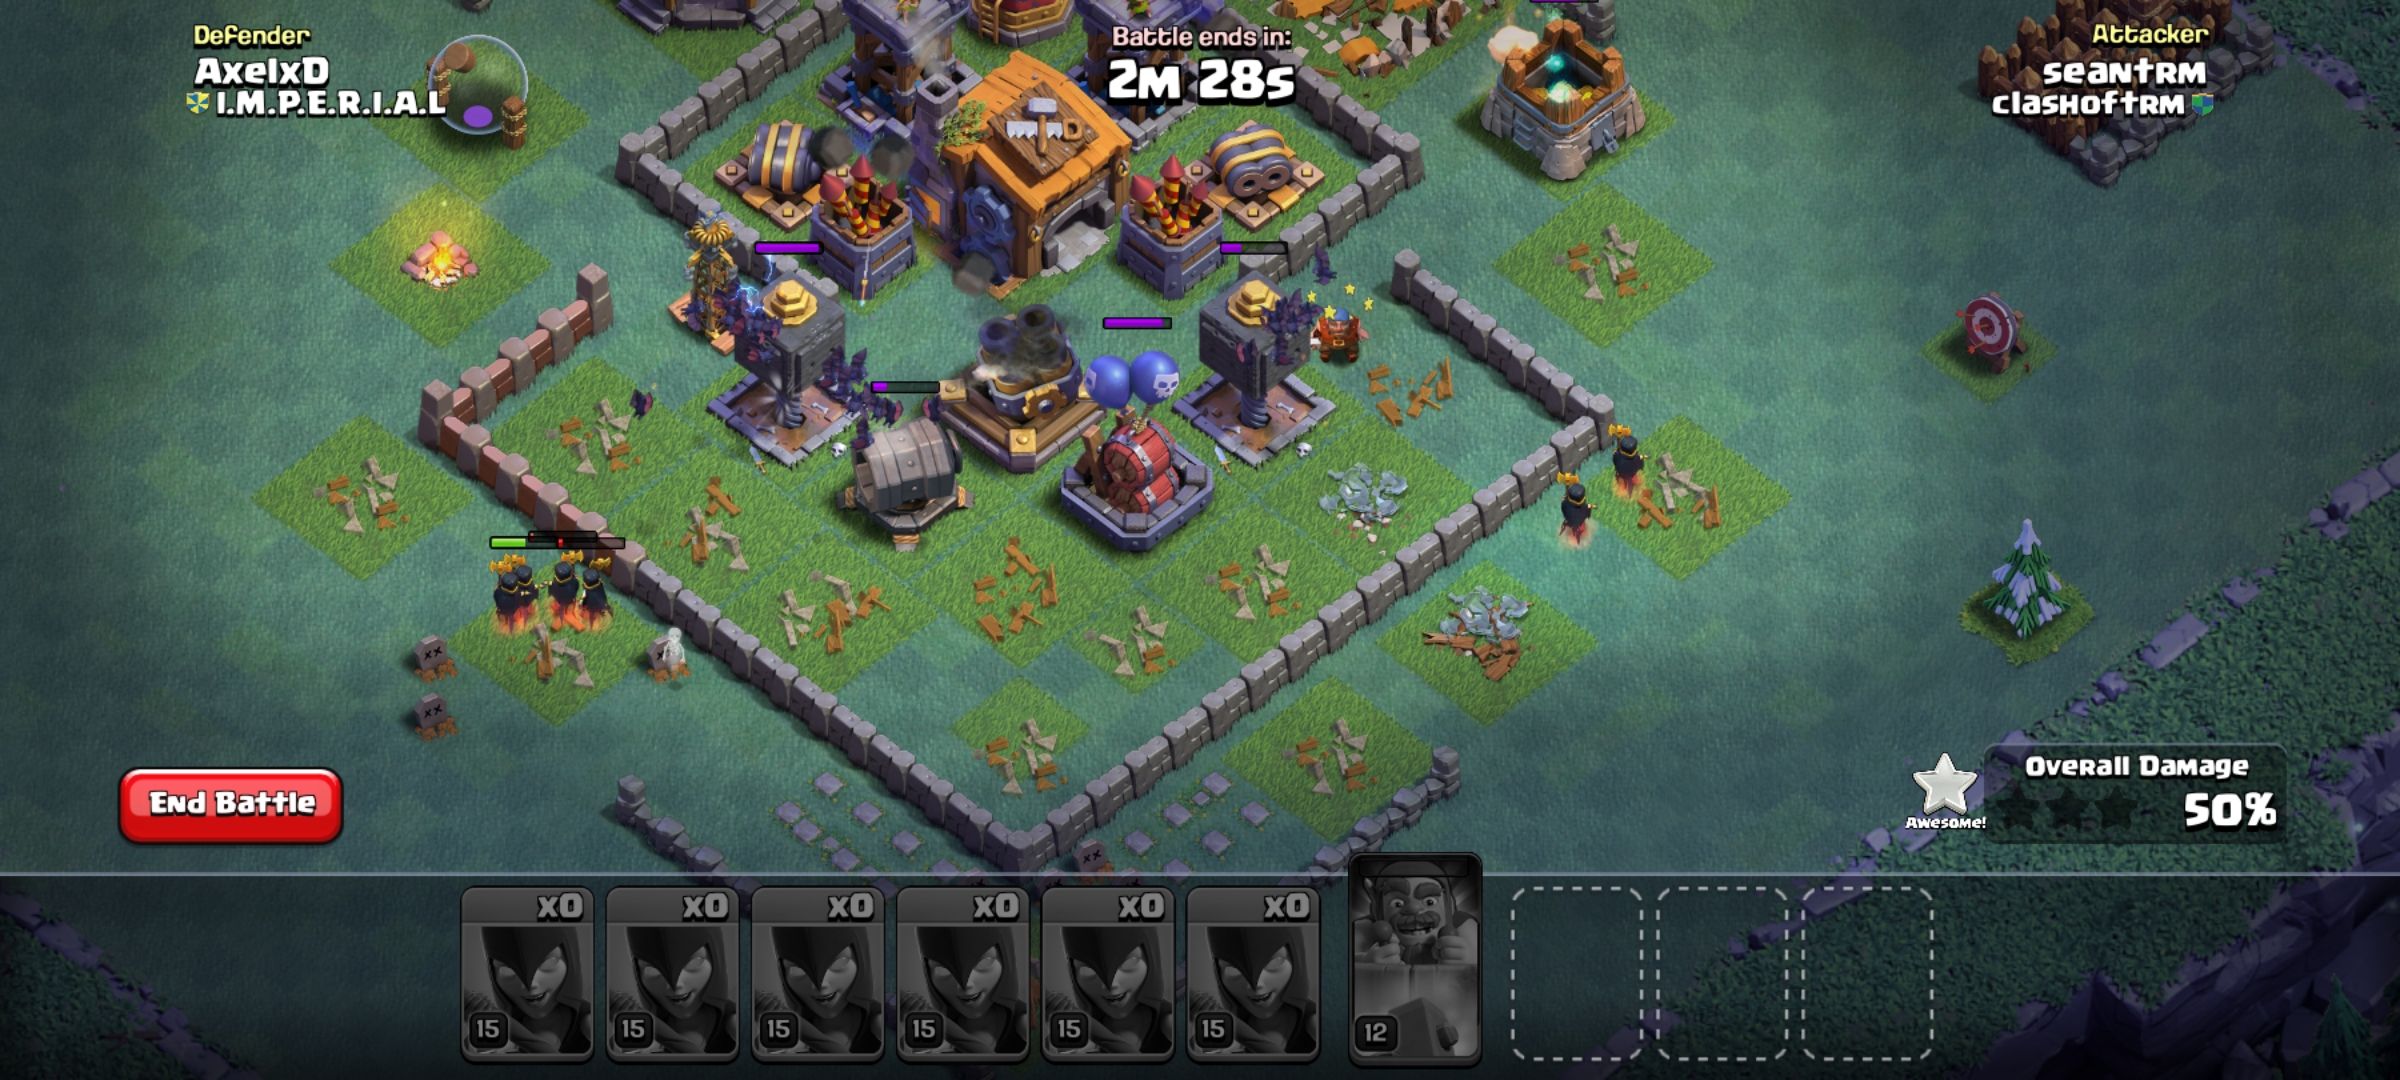 Defender
AxelxD
I.M.P.E.R.I.A.L
Battle ends in:
2M 28s
Attacker
seantRM
clashoftRM
End Battle
Overall Damage
50%
Awesome!
x0
x0
x0
x0
x0
x0
15
15
15
15
15
15
12